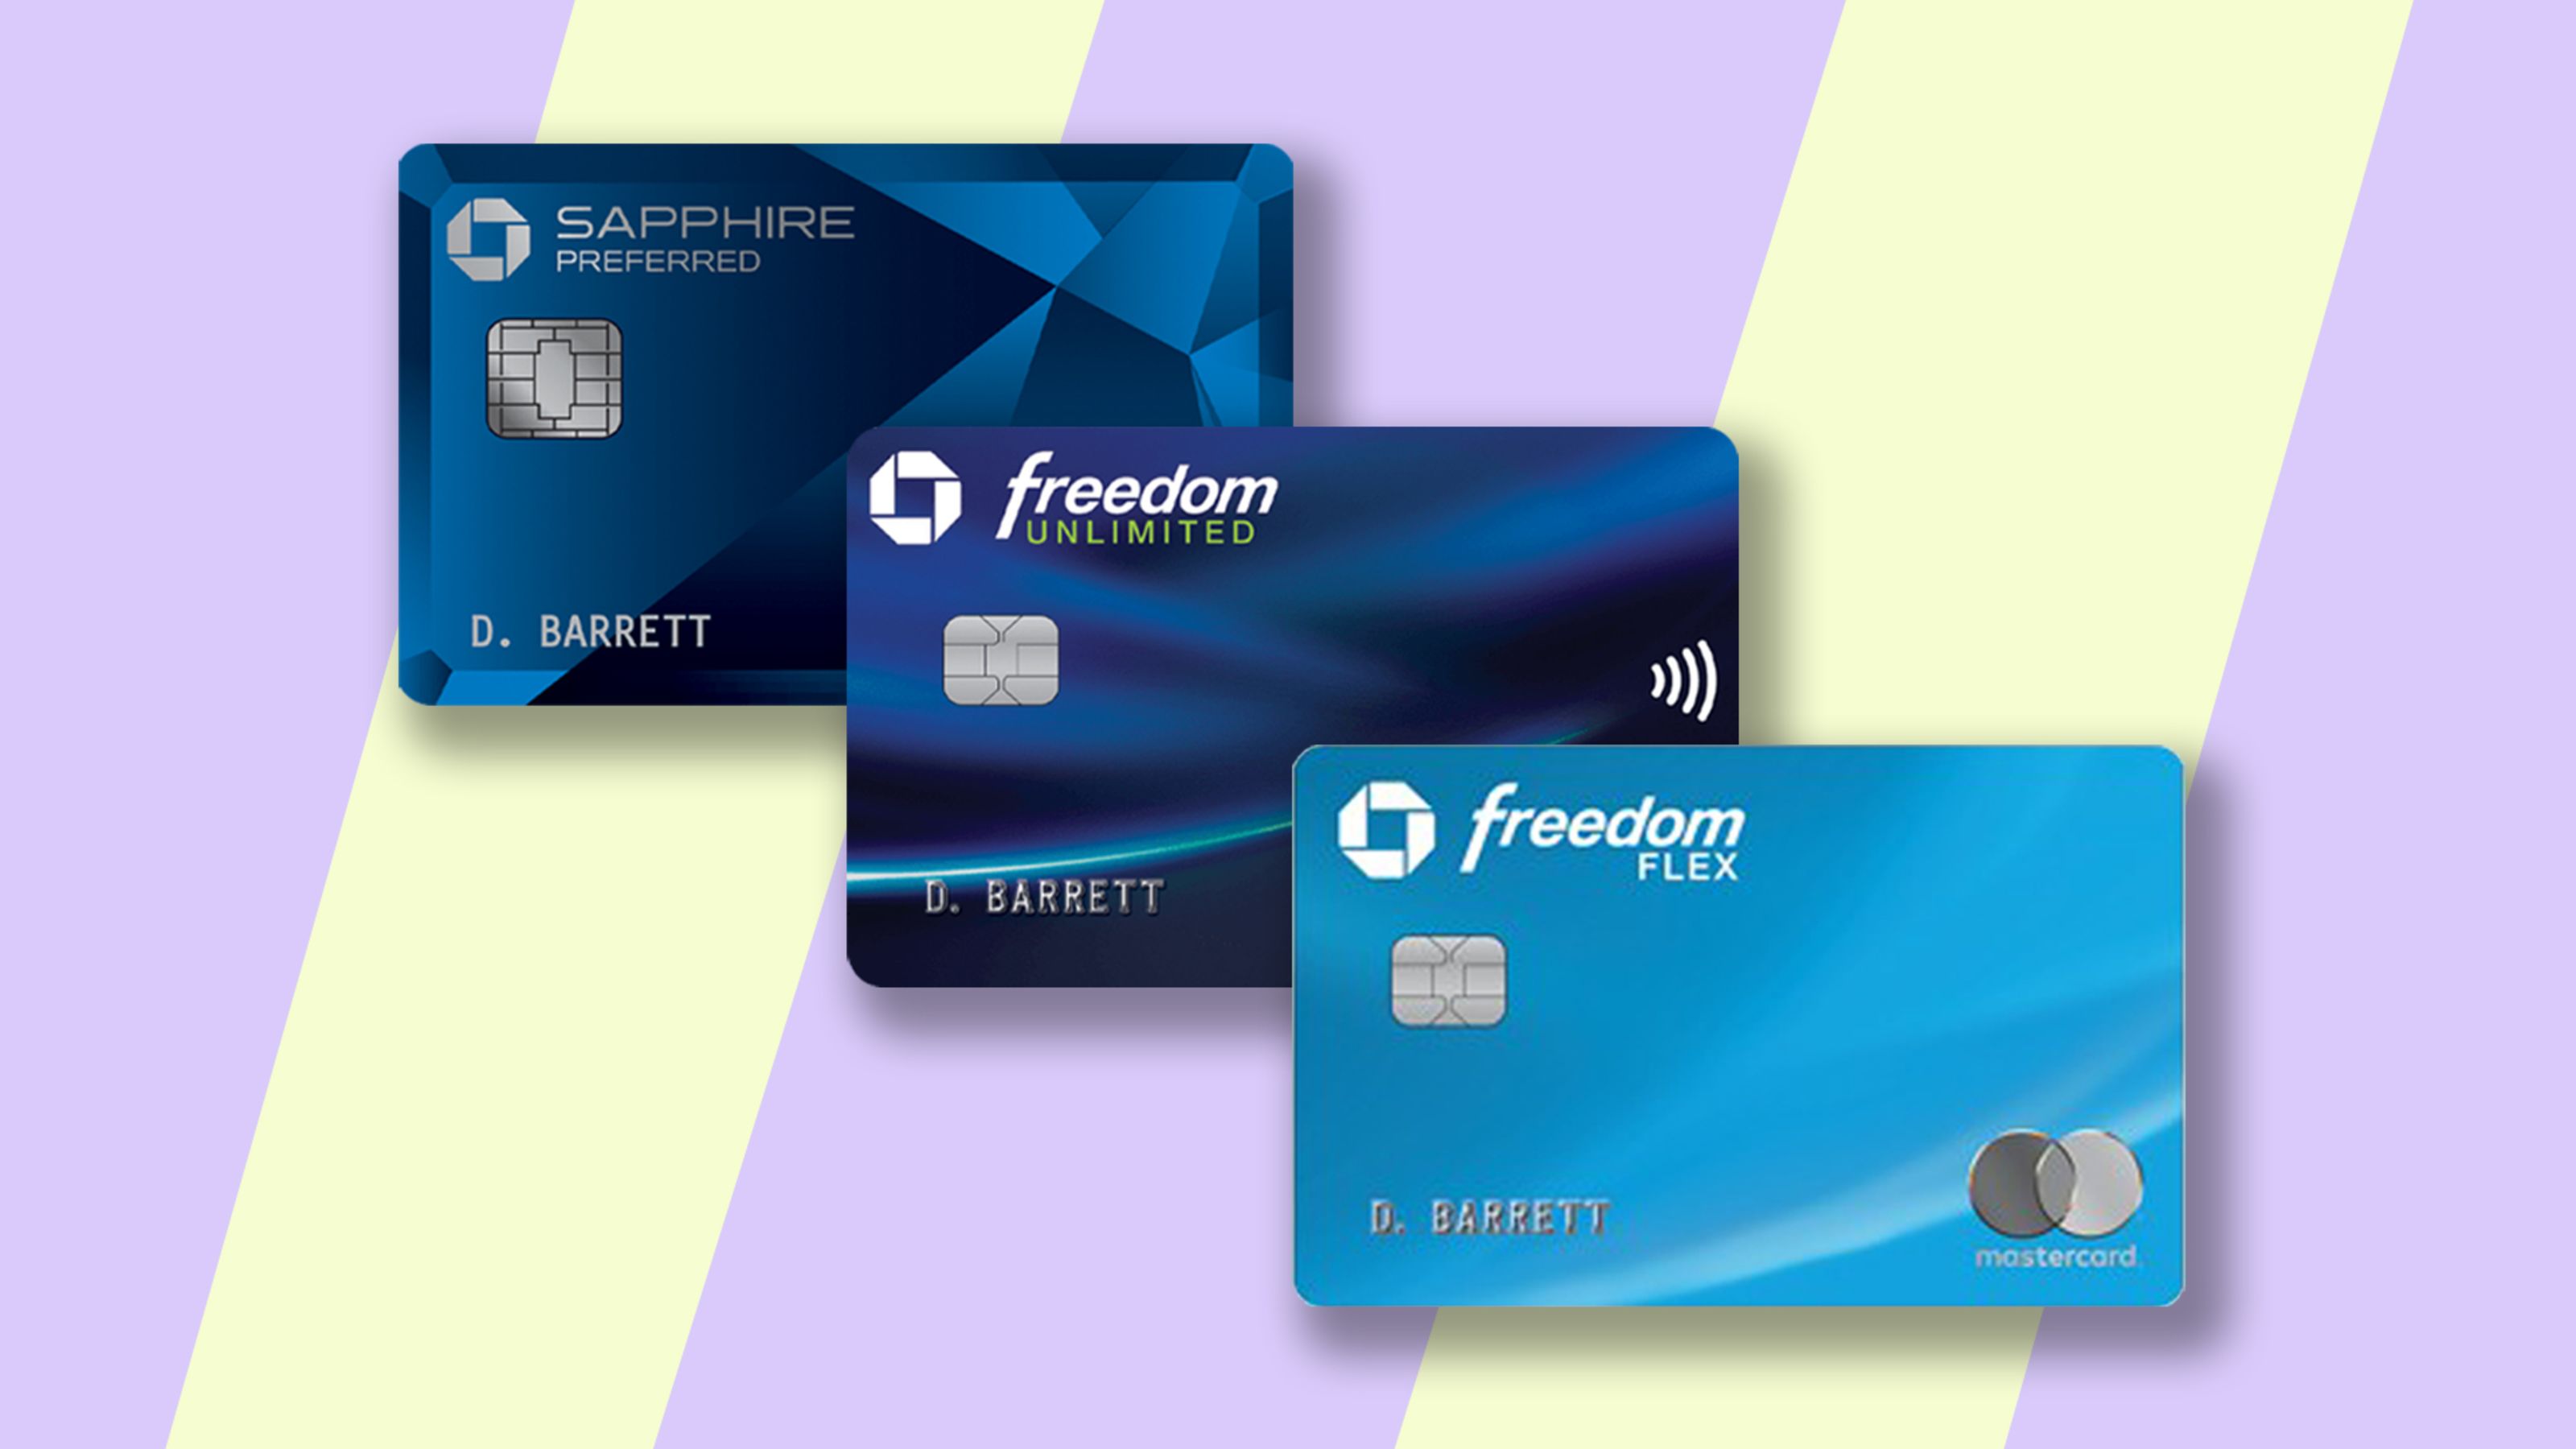 SAPPHIRE
PREFERRED
D. BARRETT
freedom
UNLIMITED
D. BARRETT
freedom
FLEX
D. BARRETT
mastercard